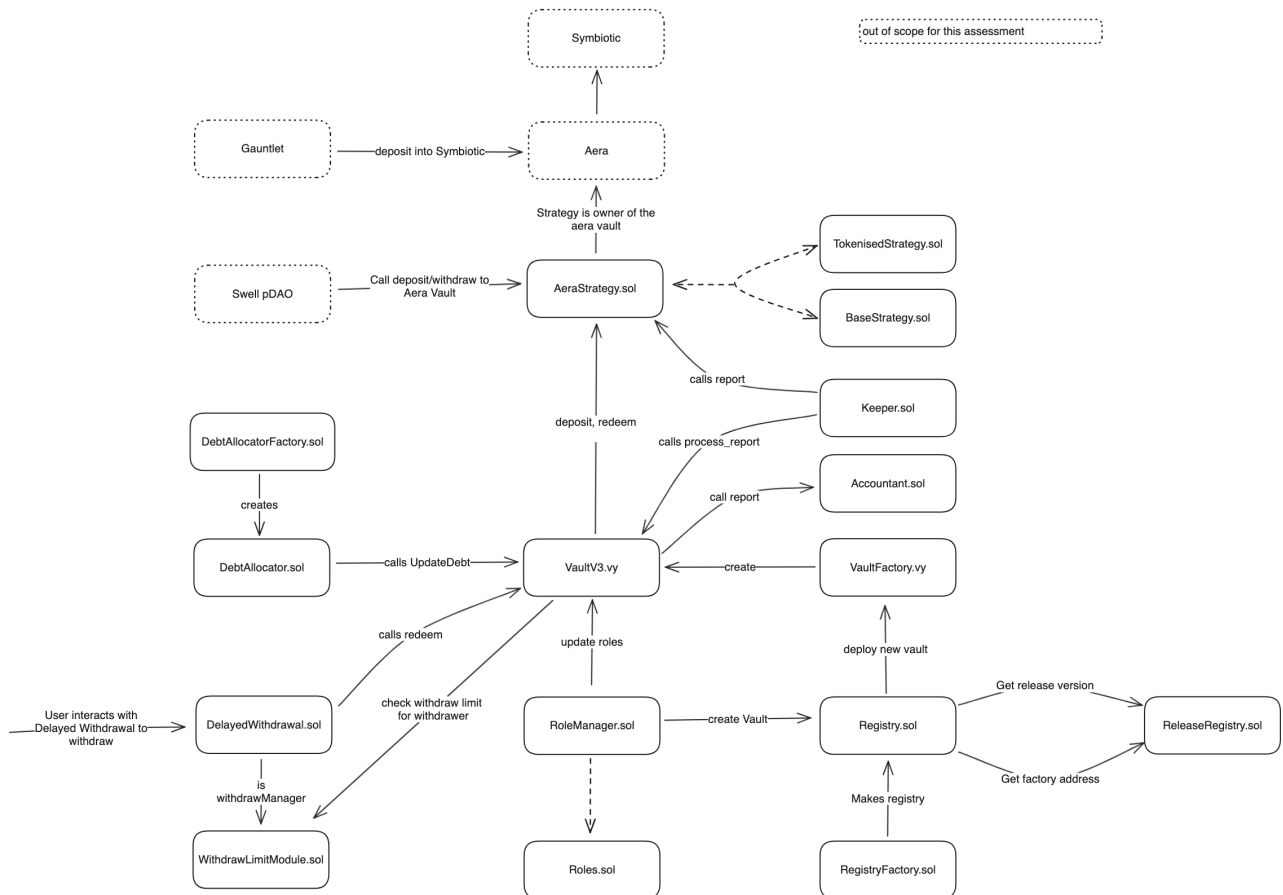 Symbiotic
out of scope for this assessment
Gauntlet
deposit into Symbiotic
Aera
Strategy is owner of the
aera vault
TokenisedStrategy.sol
Swell pDAO
Call deposit/withdraw to
Aera Vault
AeraStrategy.sol
BaseStrategy.sol
calls report
Keeper.sol
deposit, redeem
DebtAllocatorFactory.sol
calls process_report
Accountant.sol
call report
creates
DebtAllocator.sol
calls UpdateDebt
VaultV3.vy
create
VaultFactory.vy
calls redeem
update roles
deploy new vault
User interacts with
Delayed Withdrawal to
withdraw
DelayedWithdrawal.sol
check withdraw limit
for withdrawer
RoleManager.sol
create Vault
Registry.sol
Get release version
ReleaseRegistry.sol
Get factory address
is
withdrawManager
Makes registry
WithdrawLimitModule.sol
Roles.sol
RegistryFactory.sol